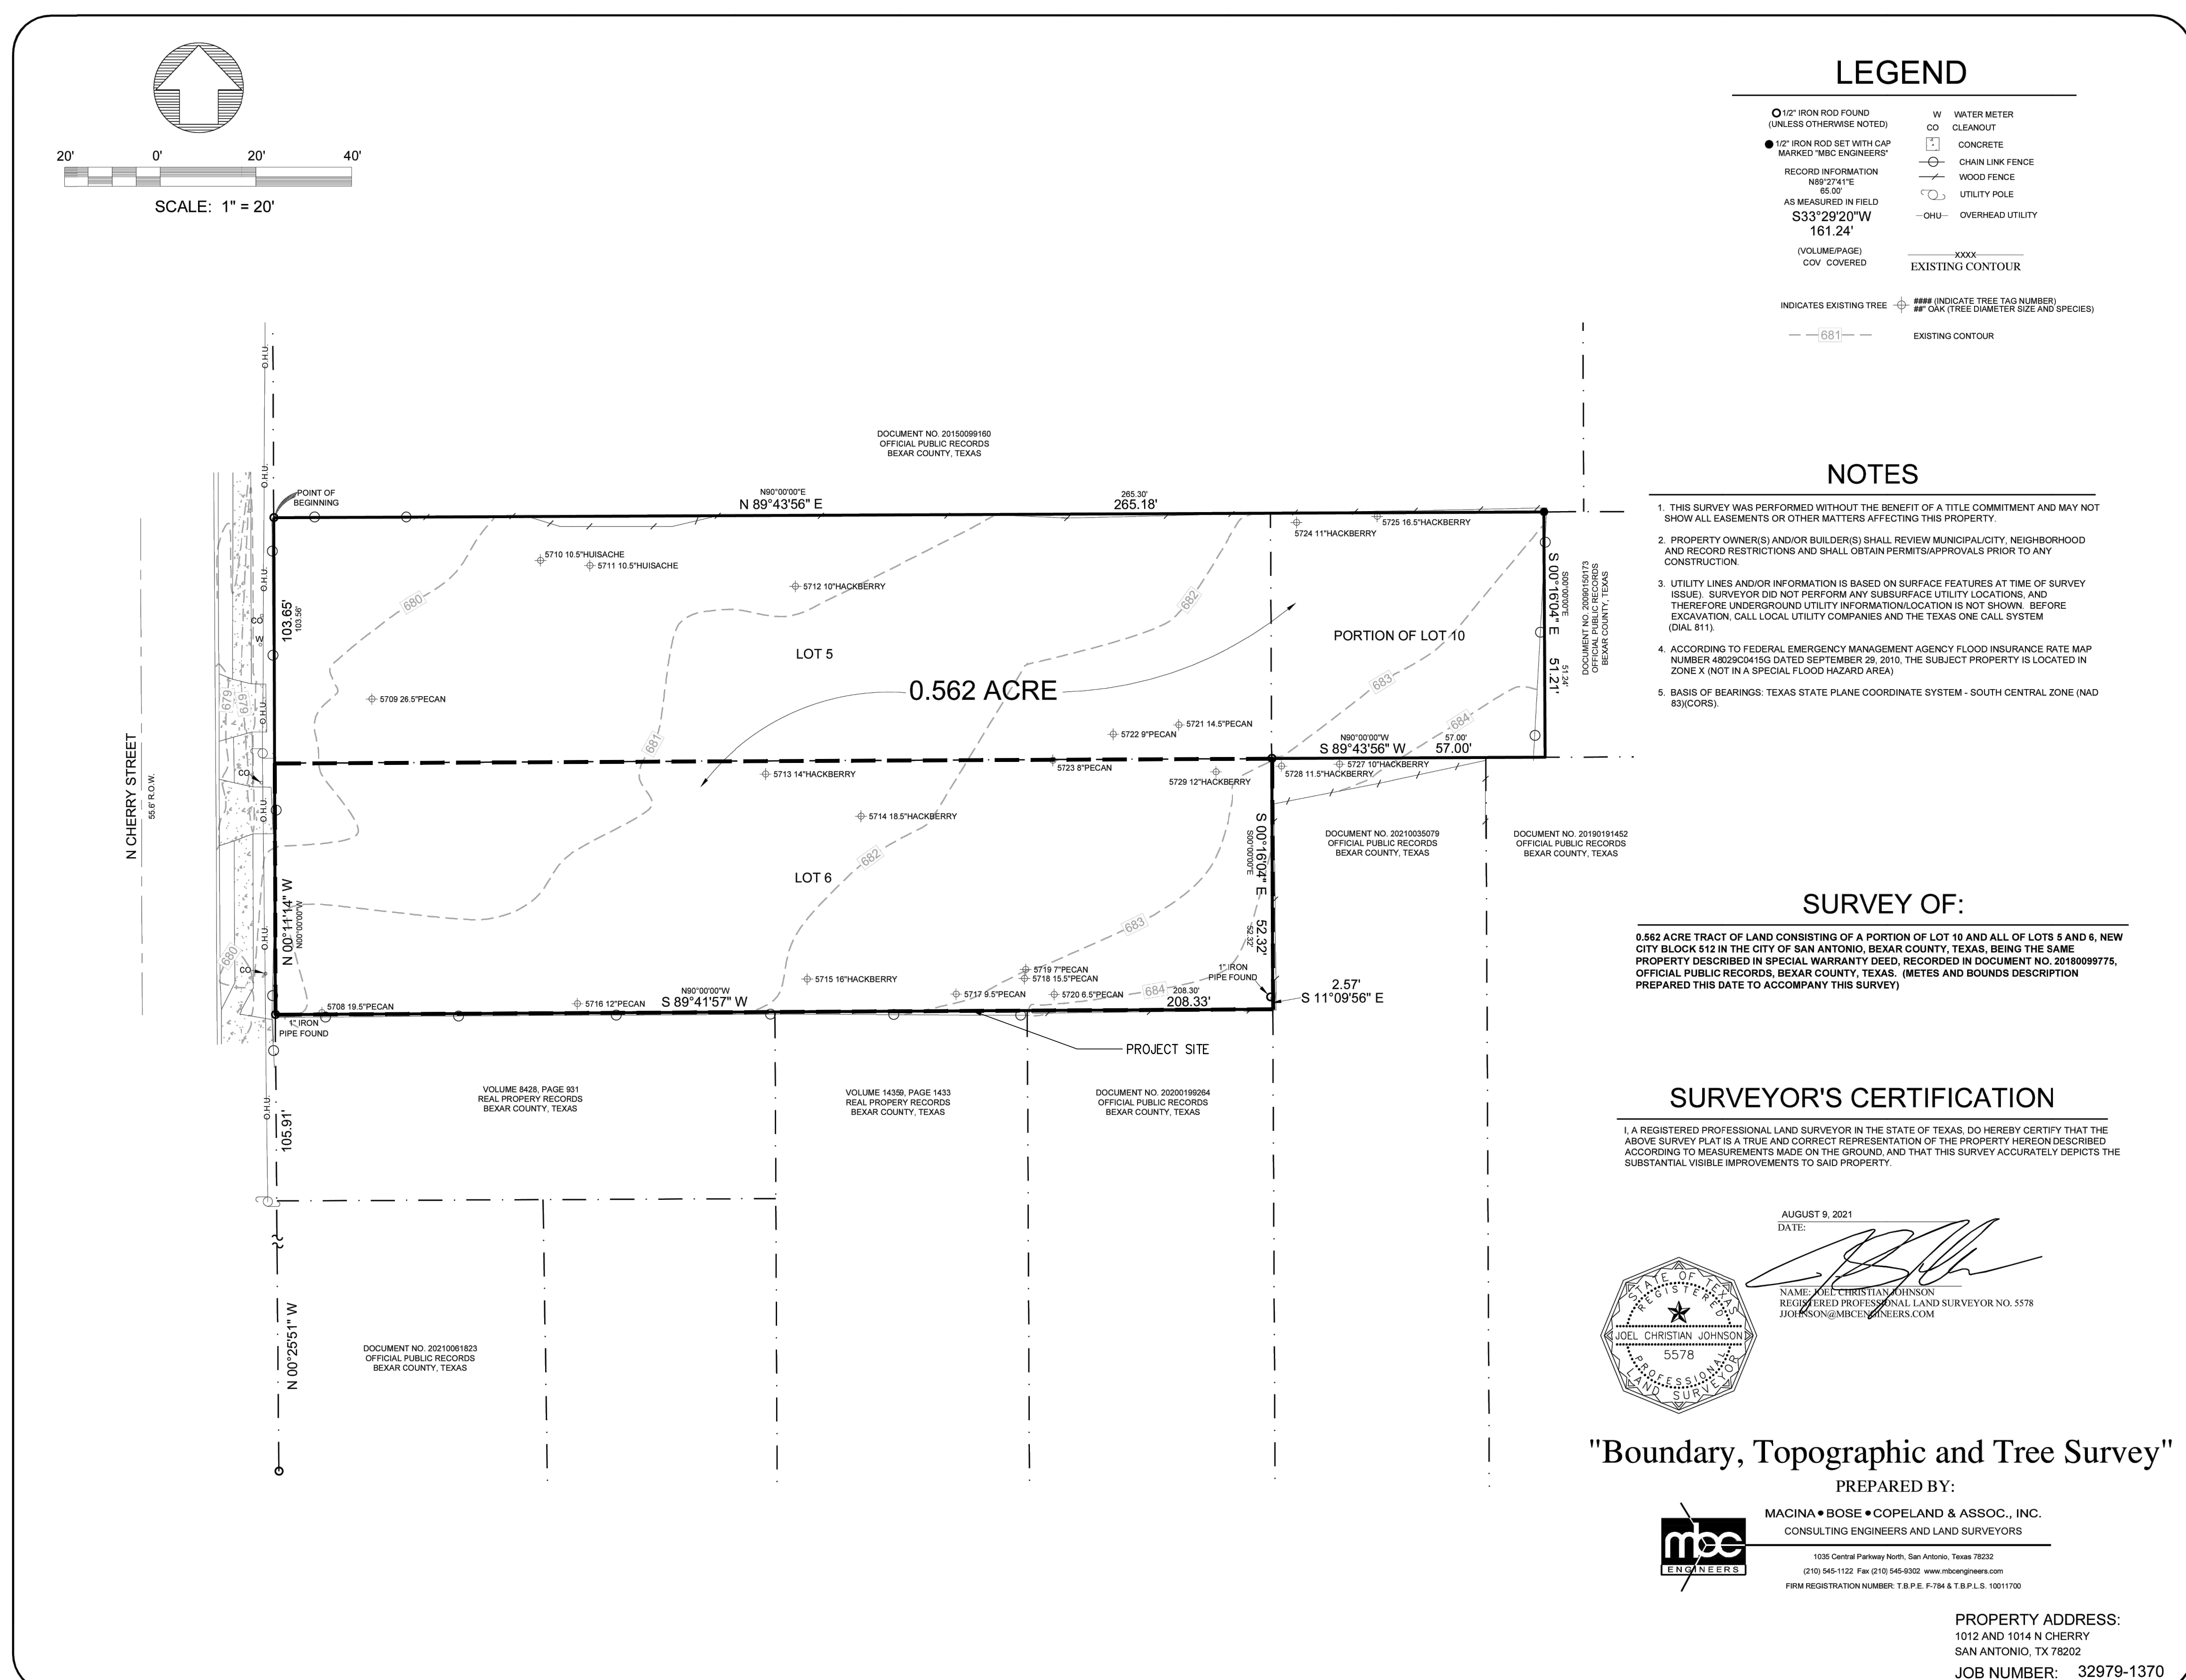 20' 0' 20' 40'
SCALE: 1" = 20'
LEGEND
1/2" IRON ROD FOUND
(UNLESS OTHERWISE NOTED)
1/2" IRON ROD SET WITH CAP
MARKED "MBC ENGINEERS"
RECORD INFORMATION
N89°27'41"E
65.00'
AS MEASURED IN FIELD
S33°29'20"W
161.24'
(VOLUME/PAGE)
COV COVERED
W WATER METER
CO CLEANOUT
CONCRETE
CHAIN LINK FENCE
WOOD FENCE
UTILITY POLE
OHU OVERHEAD UTILITY
XXXX
EXISTING CONTOUR
INDICATES EXISTING TREE
#### (INDICATE TREE TAG NUMBER)
##" OAK (TREE DIAMETER SIZE AND SPECIES)
681
EXISTING CONTOUR
DOCUMENT NO. 20150099160
OFFICIAL PUBLIC RECORDS
BEXAR COUNTY, TEXAS
POINT OF
BEGINNING
N90°00'00"E
N 89°43'56" E
265.30'
265.18'
5724 11"HACKBERRY
5725 16.5"HACKBERRY
5710 10.5"HUISACHE
5711 10.5"HUISACHE
5712 10"HACKBERRY
680
682
103.65'
103.56'
O.H.U.
O.H.U.
O.H.U.
O.H.U.
O.H.U.
O.H.U.
O.H.U.
CO
W
S 00°16'04" E 51.21'
S00°00'00"E 51.24'
DOCUMENT NO. 20090150173
OFFICIAL PUBLIC RECORDS
BEXAR COUNTY, TEXAS
PORTION OF LOT 10
LOT 5
0.562 ACRE
683
684
681
679
679
5709 26.5"PECAN
5721 14.5"PECAN
5722 9"PECAN
N90°00'00"W
S 89°43'56" W
57.00'
57.00'
5723 8"PECAN
5713 14"HACKBERRY
5729 12"HACKBERRY
5727 10"HACKBERRY
5728 11.5"HACKBERRY
CO
N CHERRY STREET
55.6' R.O.W.
5714 18.5"HACKBERRY
682
LOT 6
S 00°16'04" E 52.32'
S00°00'00"E 52.32'
DOCUMENT NO. 20210035079
OFFICIAL PUBLIC RECORDS
BEXAR COUNTY, TEXAS
DOCUMENT NO. 20190191452
OFFICIAL PUBLIC RECORDS
BEXAR COUNTY, TEXAS
N 00°11'14" W
N00°00'00"W
683
680
CO
5715 16"HACKBERRY
5719 7"PECAN
5718 15.5"PECAN
5717 9.5"PECAN
5720 6.5"PECAN
684
1" IRON
PIPE FOUND
2.57'
S 11°09'56" E
5708 19.5"PECAN
5716 12"PECAN
N90°00'00"W
S 89°41'57" W
208.30'
208.33'
1" IRON
PIPE FOUND
PROJECT SITE
VOLUME 8428, PAGE 931
REAL PROPERY RECORDS
BEXAR COUNTY, TEXAS
VOLUME 14359, PAGE 1433
REAL PROPERY RECORDS
BEXAR COUNTY, TEXAS
DOCUMENT NO. 20200199264
OFFICIAL PUBLIC RECORDS
BEXAR COUNTY, TEXAS
105.91'
N 00°25'51" W
DOCUMENT NO. 20210061823
OFFICIAL PUBLIC RECORDS
BEXAR COUNTY, TEXAS
NOTES
1. THIS SURVEY WAS PERFORMED WITHOUT THE BENEFIT OF A TITLE COMMITMENT AND MAY NOT
SHOW ALL EASEMENTS OR OTHER MATTERS AFFECTING THIS PROPERTY.
2. PROPERTY OWNER(S) AND/OR BUILDER(S) SHALL REVIEW MUNICIPAL/CITY, NEIGHBORHOOD
AND RECORD RESTRICTIONS AND SHALL OBTAIN PERMITS/APPROVALS PRIOR TO ANY
CONSTRUCTION.
3. UTILITY LINES AND/OR INFORMATION IS BASED ON SURFACE FEATURES AT TIME OF SURVEY
ISSUE). SURVEYOR DID NOT PERFORM ANY SUBSURFACE UTILITY LOCATIONS, AND
THEREFORE UNDERGROUND UTILITY INFORMATION/LOCATION IS NOT SHOWN. BEFORE
EXCAVATION, CALL LOCAL UTILITY COMPANIES AND THE TEXAS ONE CALL SYSTEM
(DIAL 811).
4. ACCORDING TO FEDERAL EMERGENCY MANAGEMENT AGENCY FLOOD INSURANCE RATE MAP
NUMBER 48029C0415G DATED SEPTEMBER 29, 2010, THE SUBJECT PROPERTY IS LOCATED IN
ZONE X (NOT IN A SPECIAL FLOOD HAZARD AREA)
5. BASIS OF BEARINGS: TEXAS STATE PLANE COORDINATE SYSTEM - SOUTH CENTRAL ZONE (NAD
83)(CORS).
SURVEY OF:
0.562 ACRE TRACT OF LAND CONSISTING OF A PORTION OF LOT 10 AND ALL OF LOTS 5 AND 6, NEW
CITY BLOCK 512 IN THE CITY OF SAN ANTONIO, BEXAR COUNTY, TEXAS, BEING THE SAME
PROPERTY DESCRIBED IN SPECIAL WARRANTY DEED, RECORDED IN DOCUMENT NO. 20180099775,
OFFICIAL PUBLIC RECORDS, BEXAR COUNTY, TEXAS. (METES AND BOUNDS DESCRIPTION
PREPARED THIS DATE TO ACCOMPANY THIS SURVEY)
SURVEYOR'S CERTIFICATION
I, A REGISTERED PROFESSIONAL LAND SURVEYOR IN THE STATE OF TEXAS, DO HEREBY CERTIFY THAT THE
ABOVE SURVEY PLAT IS A TRUE AND CORRECT REPRESENTATION OF THE PROPERTY HEREON DESCRIBED
ACCORDING TO MEASUREMENTS MADE ON THE GROUND, AND THAT THIS SURVEY ACCURATELY DEPICTS THE
SUBSTANTIAL VISIBLE IMPROVEMENTS TO SAID PROPERTY.
AUGUST 9, 2021
DATE:
NAME: JOEL CHRISTIAN JOHNSON
REGISTERED PROFESSIONAL LAND SURVEYOR NO. 5578
JJOHNSON@MBCENGINEERS.COM
STATE OF TEXAS
REGISTERED
JOEL CHRISTIAN JOHNSON
5578
PROFESSIONAL
LAND SURVEYOR
"Boundary, Topographic and Tree Survey"
PREPARED BY:
mbc
ENGINEERS
MACINA • BOSE • COPELAND & ASSOC., INC.
CONSULTING ENGINEERS AND LAND SURVEYORS
1035 Central Parkway North, San Antonio, Texas 78232
(210) 545-1122 Fax (210) 545-9302 www.mbcengineers.com
FIRM REGISTRATION NUMBER: T.B.P.E. F-784 & T.B.P.L.S. 10011700
PROPERTY ADDRESS:
1012 AND 1014 N CHERRY
SAN ANTONIO, TX 78202
JOB NUMBER: 32979-1370